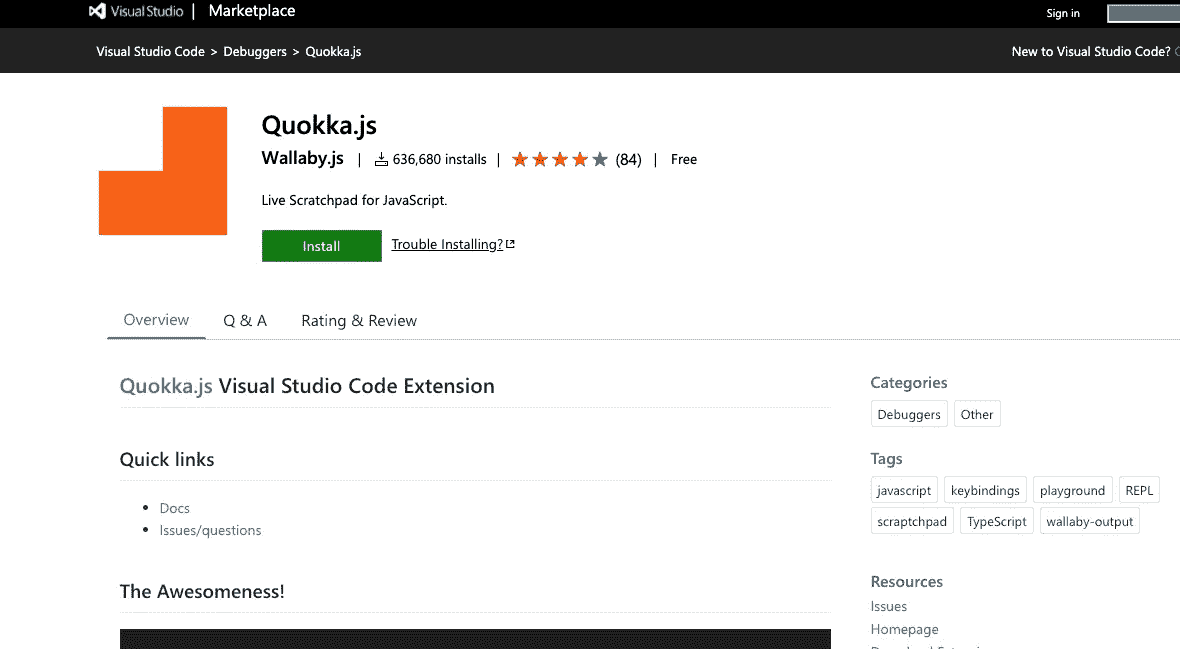 Visual Studio | Marketplace
Sign in
Visual Studio Code > Debuggers > Quokka.js
New to Visual Studio Code?
Quokka.js
Wallaby.js | 636,680 installs | (84) | Free
Live Scratchpad for JavaScript.
Install
Trouble Installing?
Overview
Q & A
Rating & Review
Quokka.js Visual Studio Code Extension
Quick links
Docs
Issues/questions
The Awesomeness!
Categories
Debuggers
Other
Tags
javascript
keybindings
playground
REPL
scraptchpad
TypeScript
wallaby-output
Resources
Issues
Homepage